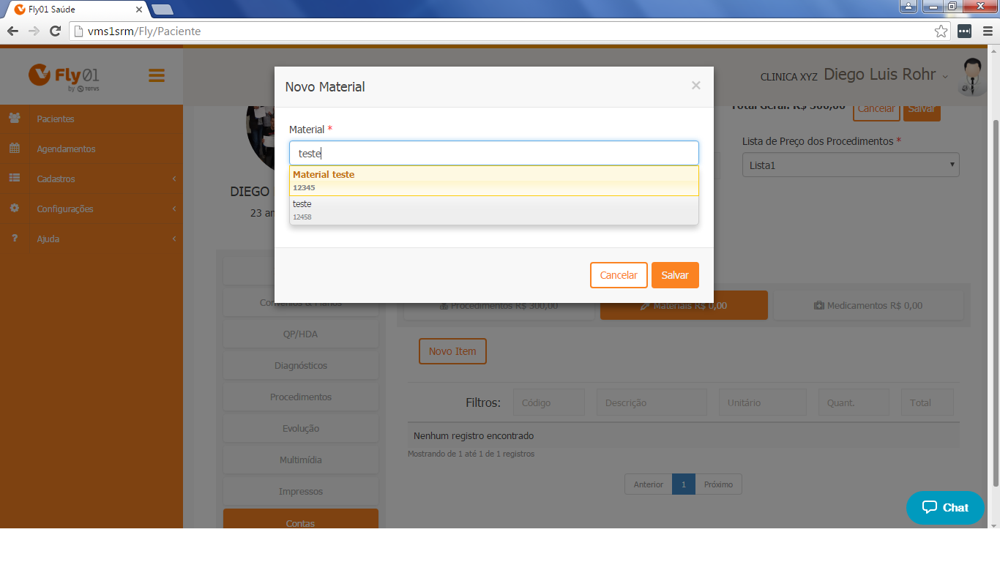 Fly01 Saúde
vms1srm/Fly/Paciente
Fly01
by TOTVS
CLINICA XYZ Diego Luis Rohr
Pacientes
Agendamentos
Cadastros
Configurações
Ajuda
Novo Material
Material *
teste
Material teste
12345
teste
12458
Cancelar
Salvar
Total Geral: R$ 300,00
Cancelar
Salvar
Lista de Preço dos Procedimentos *
Lista1
DIEGO
23 an
Convênios & Planos
QP/HDA
Diagnósticos
Procedimentos
Evolução
Multimídia
Impressos
Contas
Procedimentos R$ 300,00
Materiais R$ 0,00
Medicamentos R$ 0,00
Novo Item
Filtros: Código Descrição Unitário Quant. Total
Nenhum registro encontrado
Mostrando de 1 até 1 de 1 registros
Anterior 1 Próximo
Chat